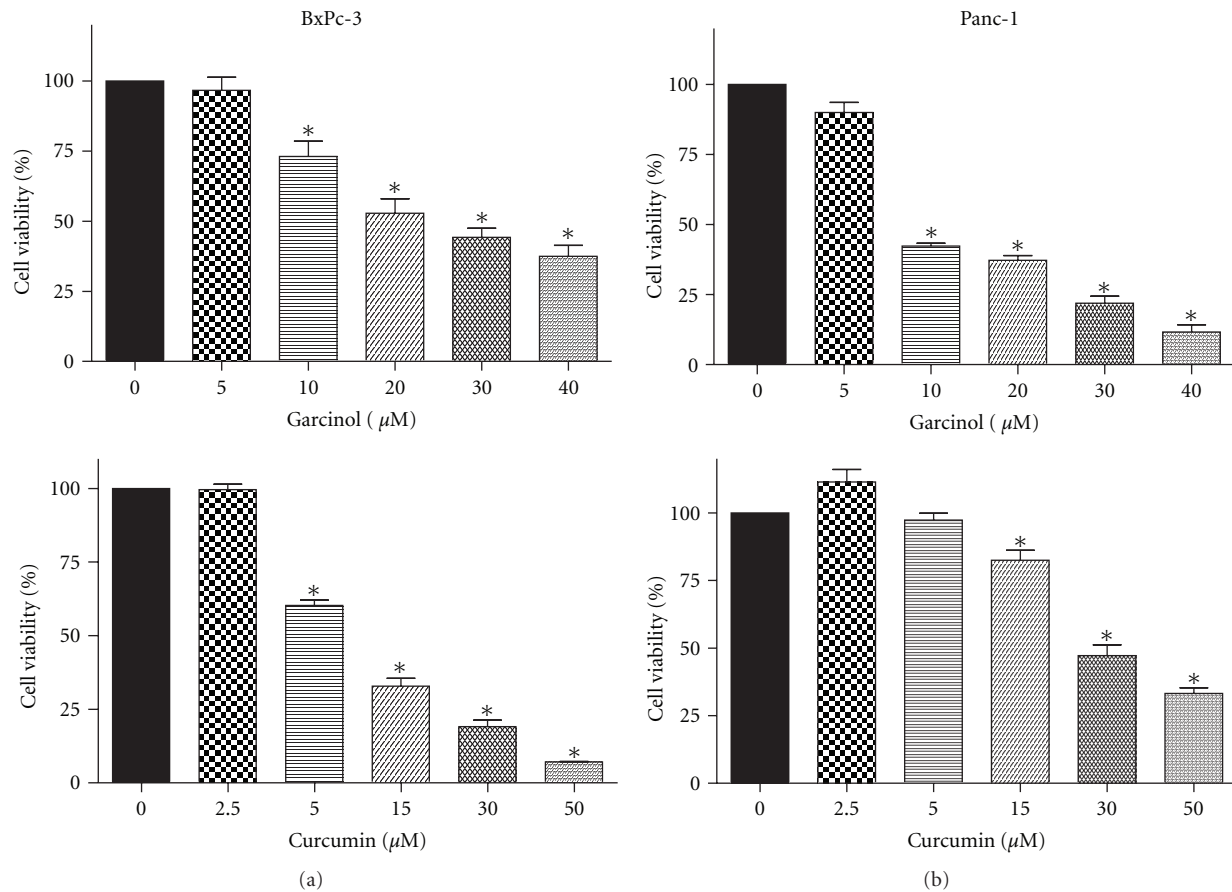 BxPc-3
Cell viability (%)
100
75
50
25
0
*
*
*
*
0 5 10 20 30 40
Garcinol ( μM)
Panc-1
Cell viability (%)
100
75
50
25
0
*
*
*
*
0 5 10 20 30 40
Garcinol (μM)
Cell viability (%)
100
75
50
25
0
*
*
*
*
0 2.5 5 15 30 50
Curcumin (μM)
(a)
Cell viability (%)
100
75
50
25
0
*
*
*
0 2.5 5 15 30 50
Curcumin (μM)
(b)